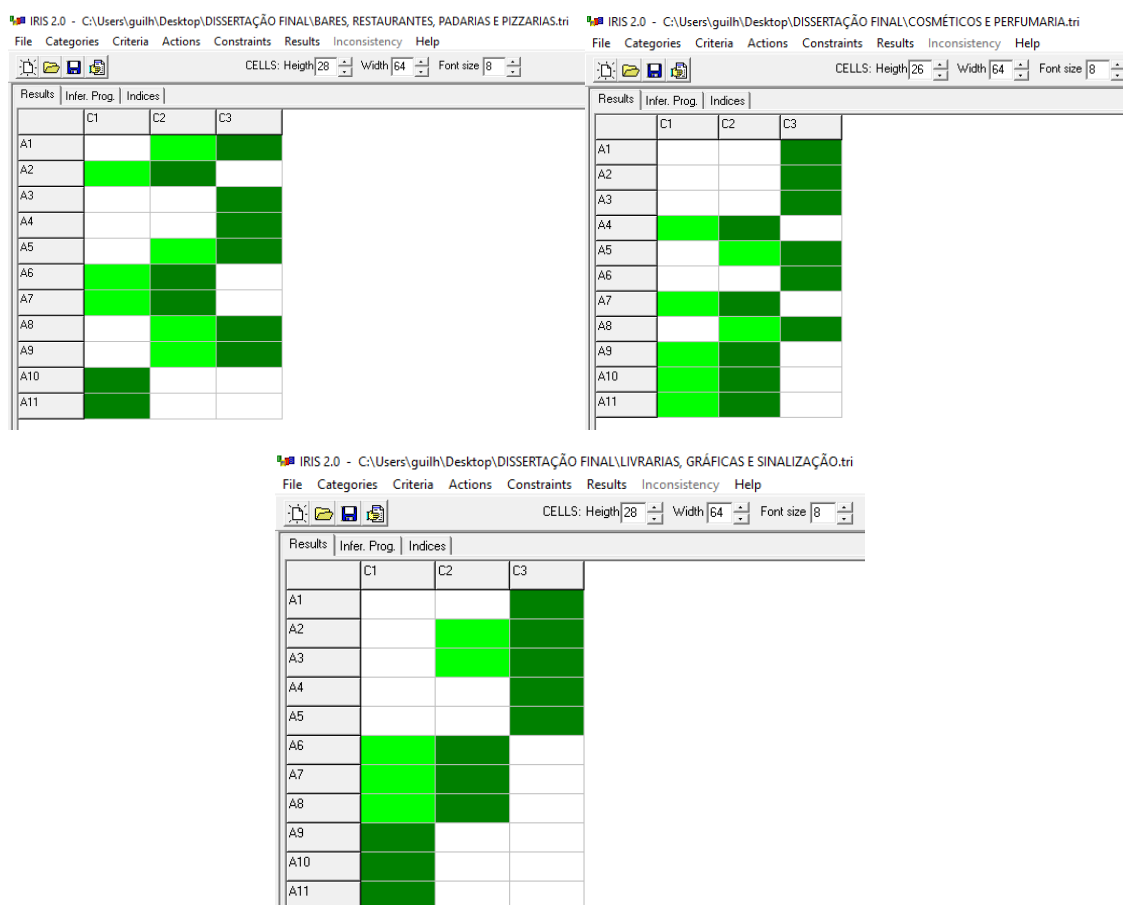 IRIS 2.0 - C:\Users\guilh\Desktop\DISSERTAÇÃO FINAL\BARES, RESTAURANTES, PADARIAS E PIZZARIAS.tri
File Categories Criteria Actions Constraints Results Inconsistency Help
CELLS: Heigth 28 Width 64 Font size 8
Results Infer. Prog. Indices
C1 C2 C3
A1
A2
A3
A4
A5
A6
A7
A8
A9
A10
A11
IRIS 2.0 - C:\Users\guilh\Desktop\DISSERTAÇÃO FINAL\COSMÉTICOS E PERFUMARIA.tri
File Categories Criteria Actions Constraints Results Inconsistency Help
CELLS: Heigth 26 Width 64 Font size 8
Results Infer. Prog. Indices
C1 C2 C3
A1
A2
A3
A4
A5
A6
A7
A8
A9
A10
A11
IRIS 2.0 - C:\Users\guilh\Desktop\DISSERTAÇÃO FINAL\LIVRARIAS, GRÁFICAS E SINALIZAÇÃO.tri
File Categories Criteria Actions Constraints Results Inconsistency Help
CELLS: Heigth 28 Width 64 Font size 8
Results Infer. Prog. Indices
C1 C2 C3
A1
A2
A3
A4
A5
A6
A7
A8
A9
A10
A11